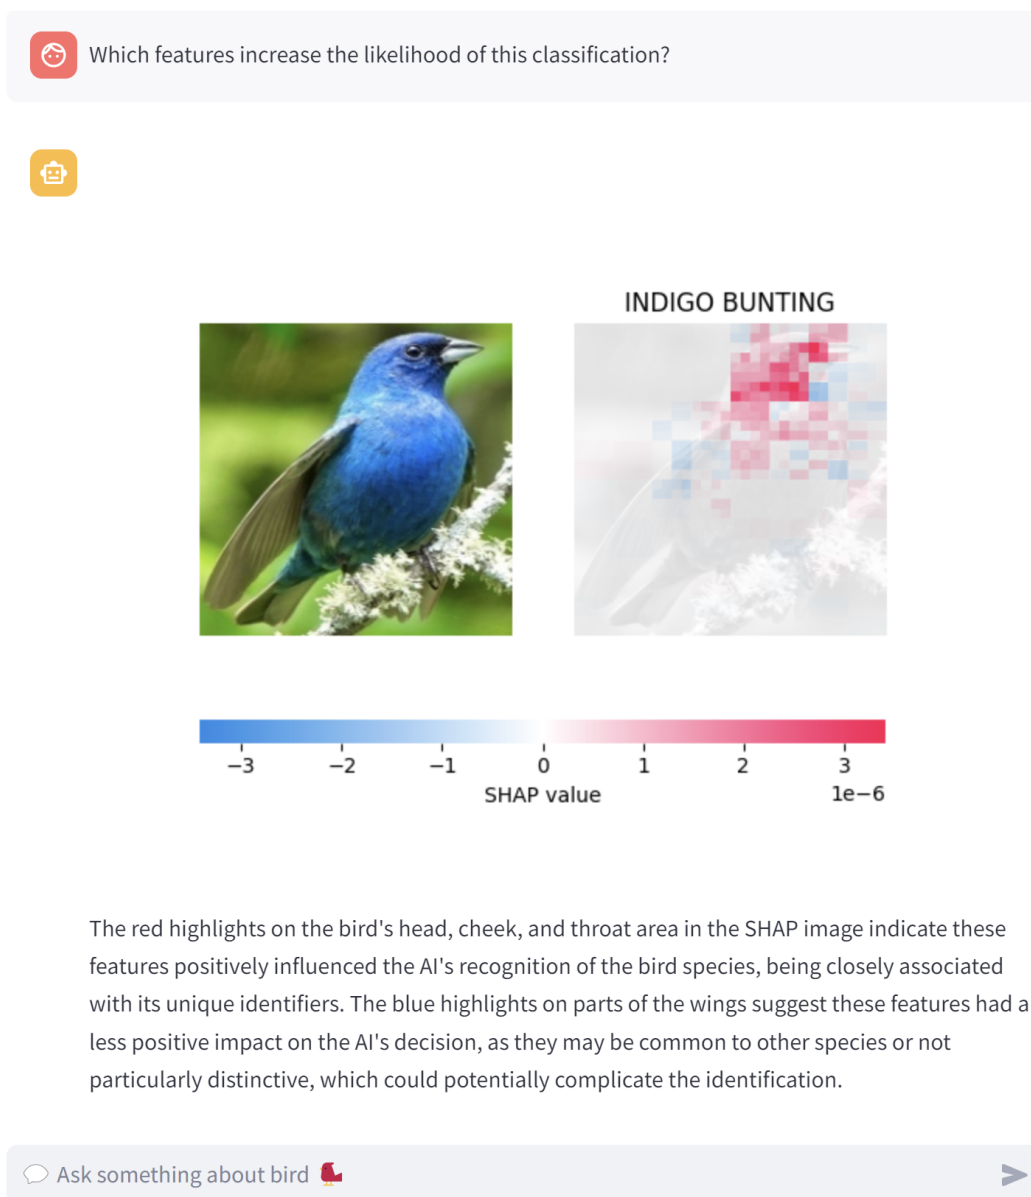 Which features increase the likelihood of this classification?
INDIGO BUNTING
−3 −2 −1 0 1 2 3
SHAP value 1e−6
The red highlights on the bird's head, cheek, and throat area in the SHAP image indicate these
features positively influenced the AI's recognition of the bird species, being closely associated
with its unique identifiers. The blue highlights on parts of the wings suggest these features had a
less positive impact on the AI's decision, as they may be common to other species or not
particularly distinctive, which could potentially complicate the identification.
Ask something about bird